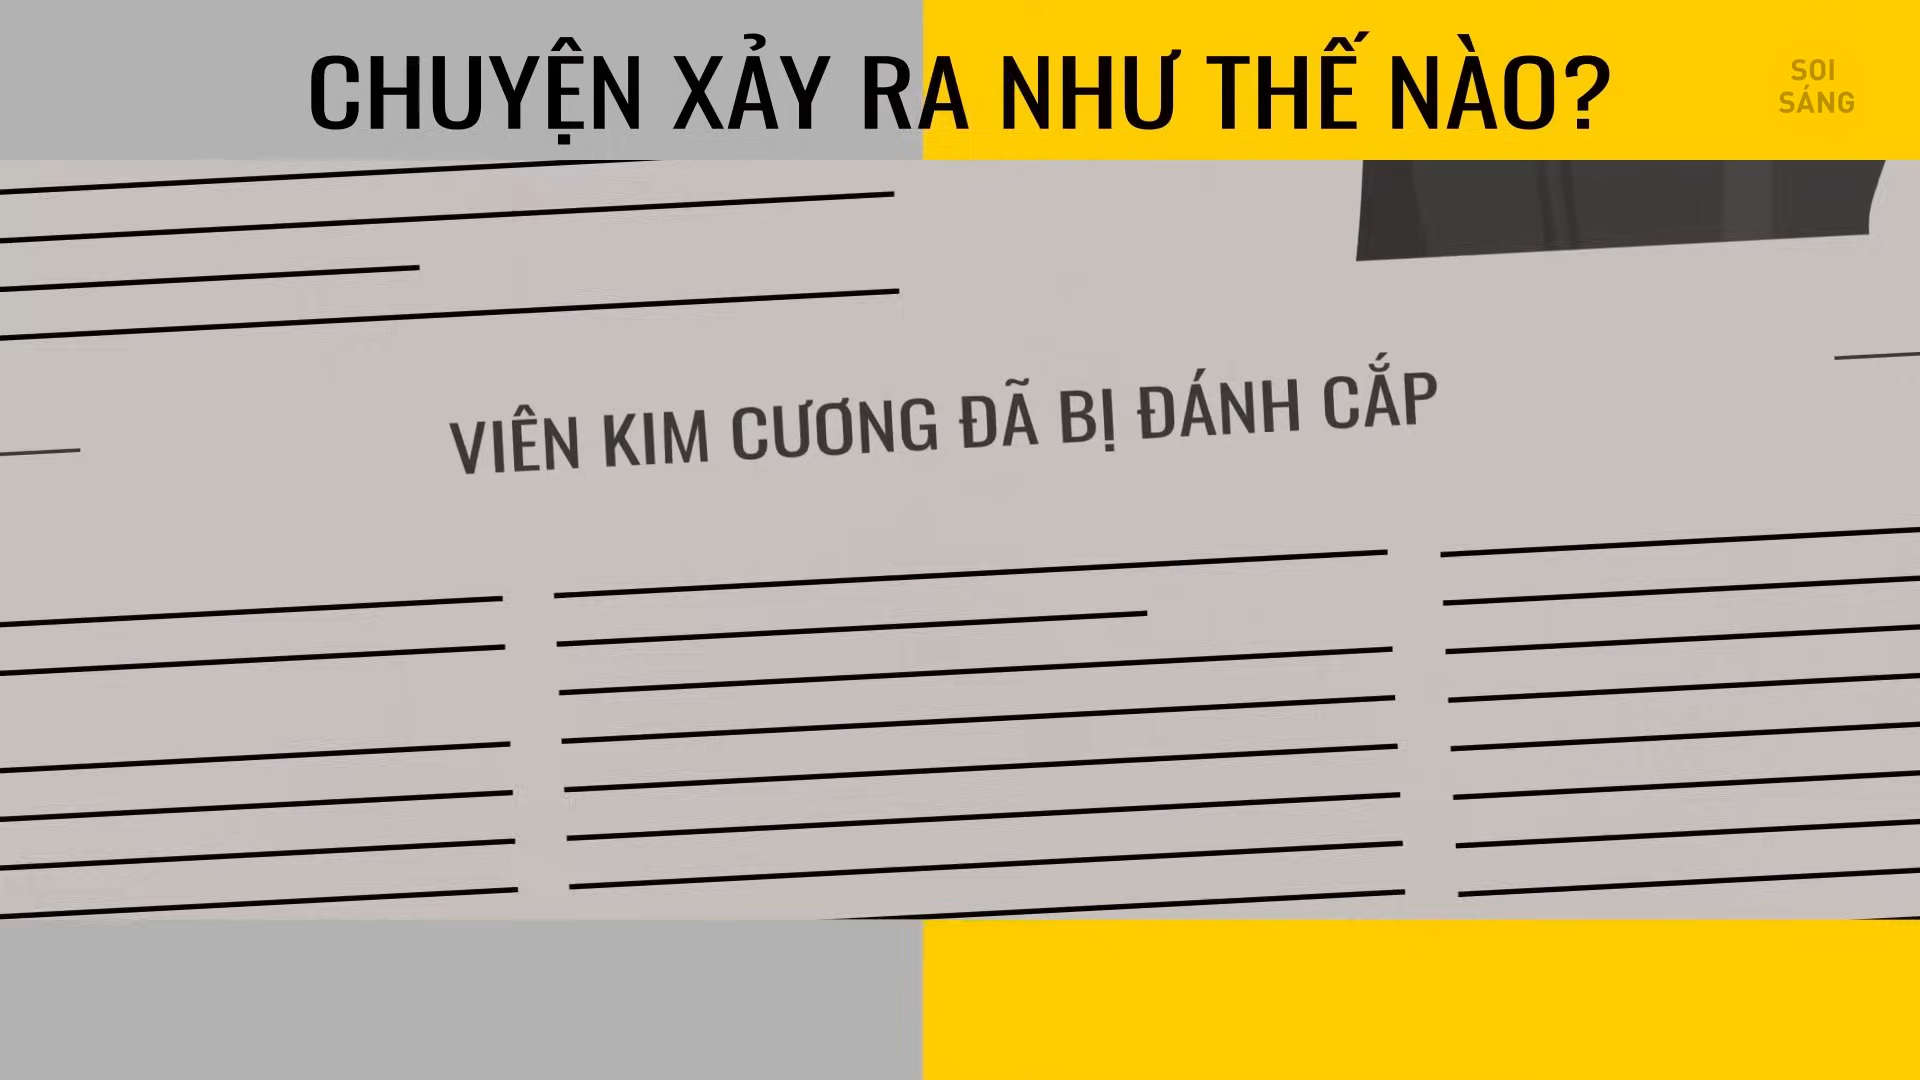 CHUYỆN XẢY RA NHƯ THẾ NÀO?
SOI
SÁNG
VIÊN KIM CƯƠNG ĐÃ BỊ ĐÁNH CẮP